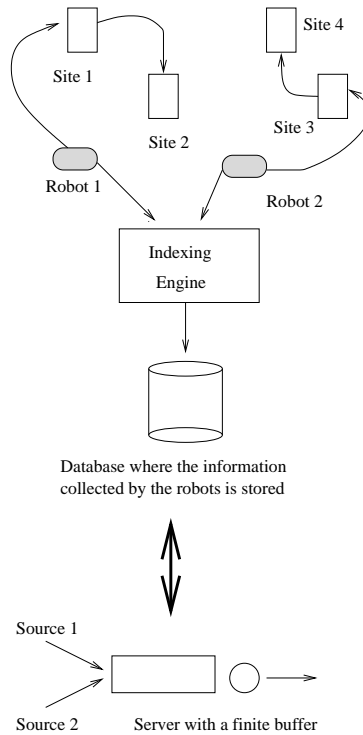 Site 4
Site 1
Site 3
Site 2
Robot 1
Robot 2
Indexing
Engine
Database where the information
collected by the robots is stored
Source 1
Source 2
Server with a finite buffer